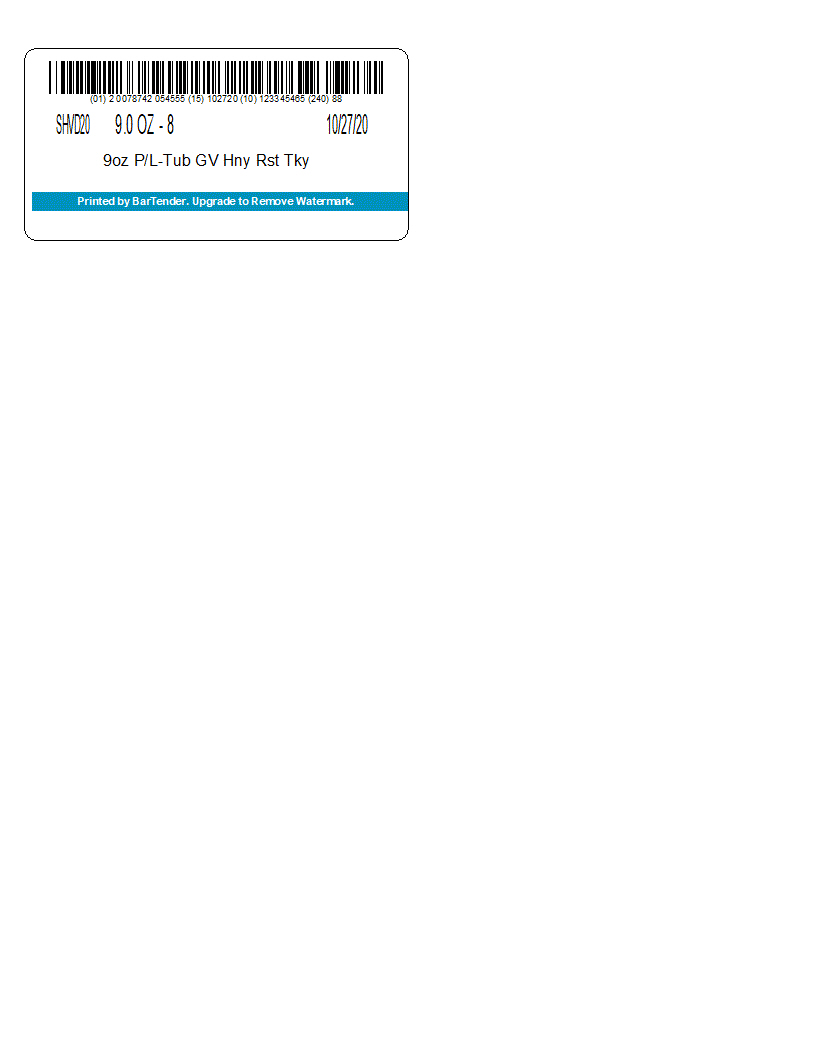 (01) 2 0078742 054555 (15) 102720 (10) 123345465 (240) 88
SHVD20 9.0 OZ - 8 10/27/20
9oz P/L-Tub GV Hny Rst Tky
Printed by BarTender. Upgrade to Remove Watermark.